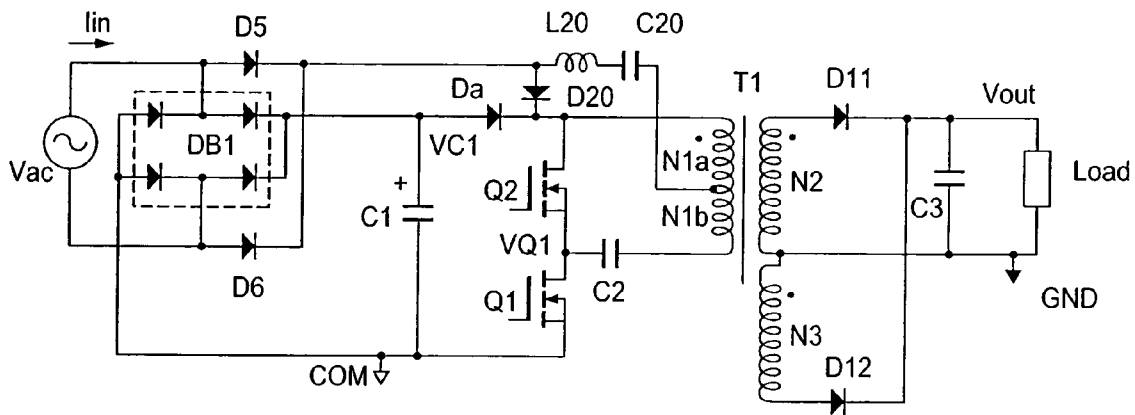 Iin
D5
L20
C20
Da
D20
T1
D11
Vout
DB1
VC1
N1a
N2
Vac
Q2
N1b
C3
Load
+
C1
VQ1
D6
Q1
C2
GND
N3
COM
D12